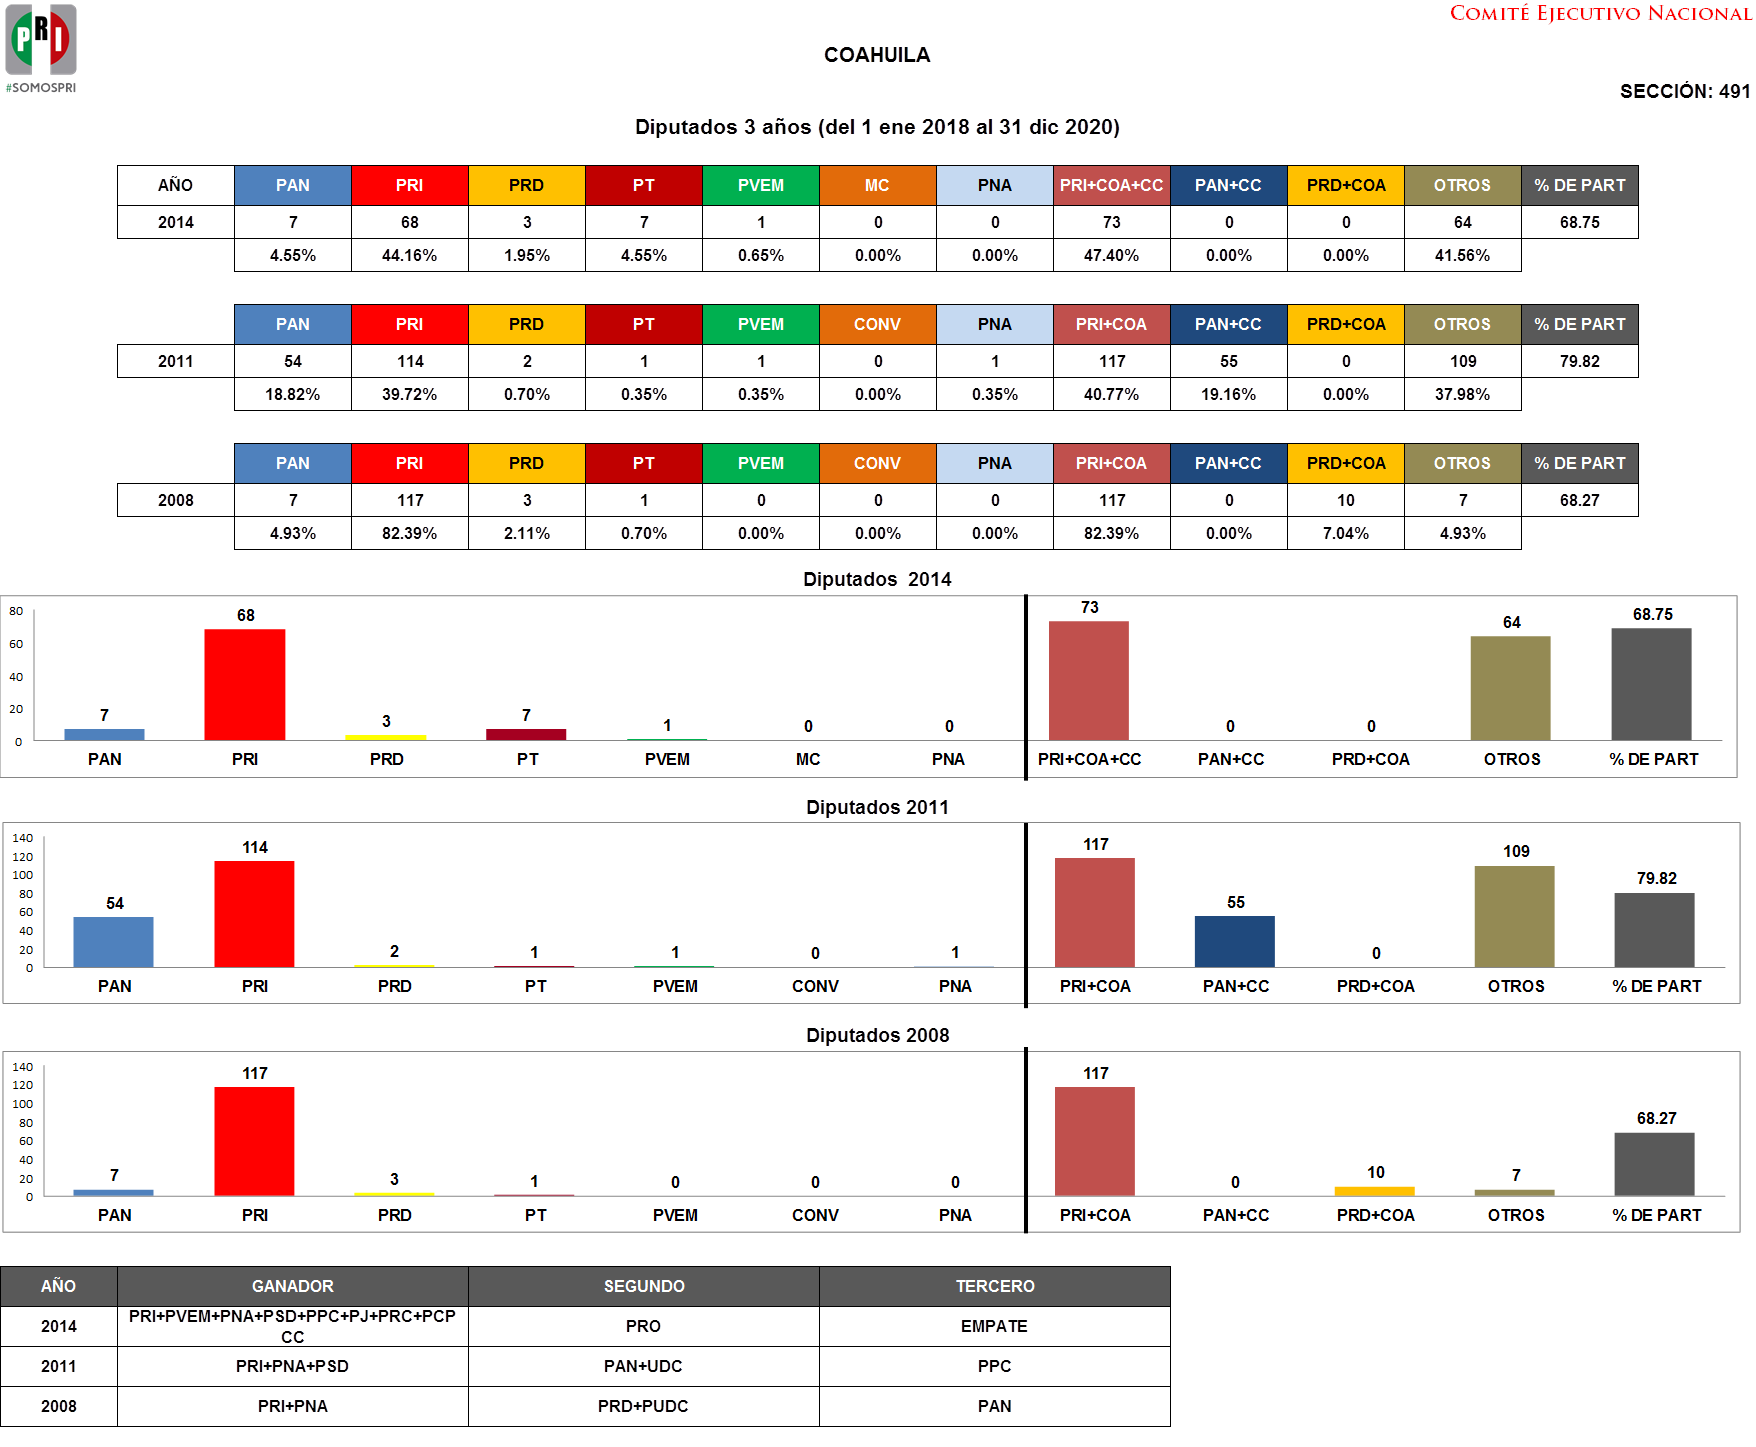 PRI
#SOMOSPRI
COMITÉ EJECUTIVO NACIONAL
COAHUILA
SECCIÓN: 491
Diputados 3 años (del 1 ene 2018 al 31 dic 2020)
AÑO PAN PRI PRD PT PVEM MC PNA PRI+COA+CC PAN+CC PRD+COA OTROS % DE PART
2014 7 68 3 7 1 0 0 73 0 0 64 68.75
4.55% 44.16% 1.95% 4.55% 0.65% 0.00% 0.00% 47.40% 0.00% 0.00% 41.56%
PAN PRI PRD PT PVEM CONV PNA PRI+COA PAN+CC PRD+COA OTROS % DE PART
2011 54 114 2 1 1 0 1 117 55 0 109 79.82
18.82% 39.72% 0.70% 0.35% 0.35% 0.00% 0.35% 40.77% 19.16% 0.00% 37.98%
PAN PRI PRD PT PVEM CONV PNA PRI+COA PAN+CC PRD+COA OTROS % DE PART
2008 7 117 3 1 0 0 0 117 0 10 7 68.27
4.93% 82.39% 2.11% 0.70% 0.00% 0.00% 0.00% 82.39% 0.00% 7.04% 4.93%
Diputados  2014
80
60
40
20
0
7 68 3 7 1 0 0 73 0 0 64 68.75
PAN PRI PRD PT PVEM MC PNA PRI+COA+CC PAN+CC PRD+COA OTROS % DE PART
Diputados 2011
140
120
100
80
60
40
20
0
54 114 2 1 1 0 1 117 55 0 109 79.82
PAN PRI PRD PT PVEM CONV PNA PRI+COA PAN+CC PRD+COA OTROS % DE PART
Diputados 2008
140
120
100
80
60
40
20
0
7 117 3 1 0 0 0 117 0 10 7 68.27
PAN PRI PRD PT PVEM CONV PNA PRI+COA PAN+CC PRD+COA OTROS % DE PART
AÑO GANADOR SEGUNDO TERCERO
2014 PRI+PVEM+PNA+PSD+PPC+PJ+PRC+PCP CC PRO EMPATE
2011 PRI+PNA+PSD PAN+UDC PPC
2008 PRI+PNA PRD+PUDC PAN